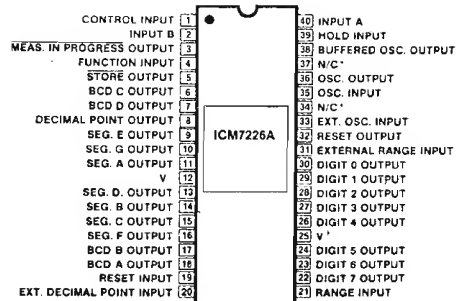 CONTROL INPUT 1
INPUT B 2
MEAS. IN PROGRESS OUTPUT 3
FUNCTION INPUT 4
STORE OUTPUT 5
BCD C OUTPUT 6
BCD D OUTPUT 7
DECIMAL POINT OUTPUT 8
SEG. E OUTPUT 9
SEG. G OUTPUT 10
SEG. A OUTPUT 11
V 12
SEG. D. OUTPUT 13
SEG. B OUTPUT 14
SEG. C OUTPUT 15
SEG. F OUTPUT 16
BCD B OUTPUT 17
BCD A OUTPUT 18
RESET INPUT 19
EXT. DECIMAL POINT INPUT 20
ICM7226A
40 INPUT A
39 HOLD INPUT
38 BUFFERED OSC. OUTPUT
37 N/C*
36 OSC. OUTPUT
35 OSC. INPUT
34 N/C*
33 EXT. OSC. INPUT
32 RESET OUTPUT
31 EXTERNAL RANGE INPUT
30 DIGIT 0 OUTPUT
29 DIGIT 1 OUTPUT
28 DIGIT 2 OUTPUT
27 DIGIT 3 OUTPUT
26 DIGIT 4 OUTPUT
25 V+
24 DIGIT 5 OUTPUT
23 DIGIT 6 OUTPUT
22 DIGIT 7 OUTPUT
21 RANGE INPUT